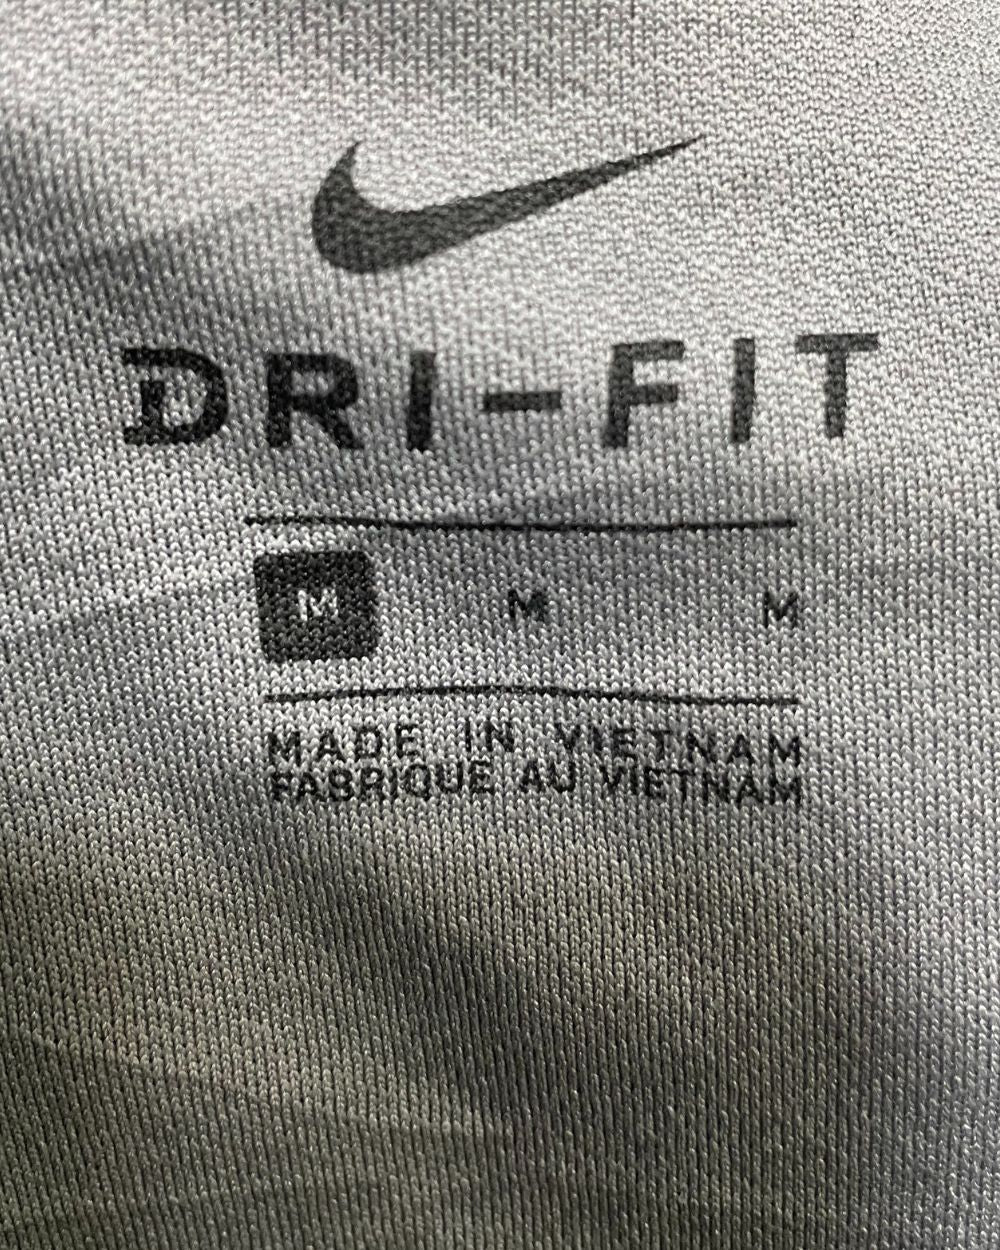 DRI-FIT
M M M
MADE IN VIETNAM
FABRIQUE AU VIETNAM